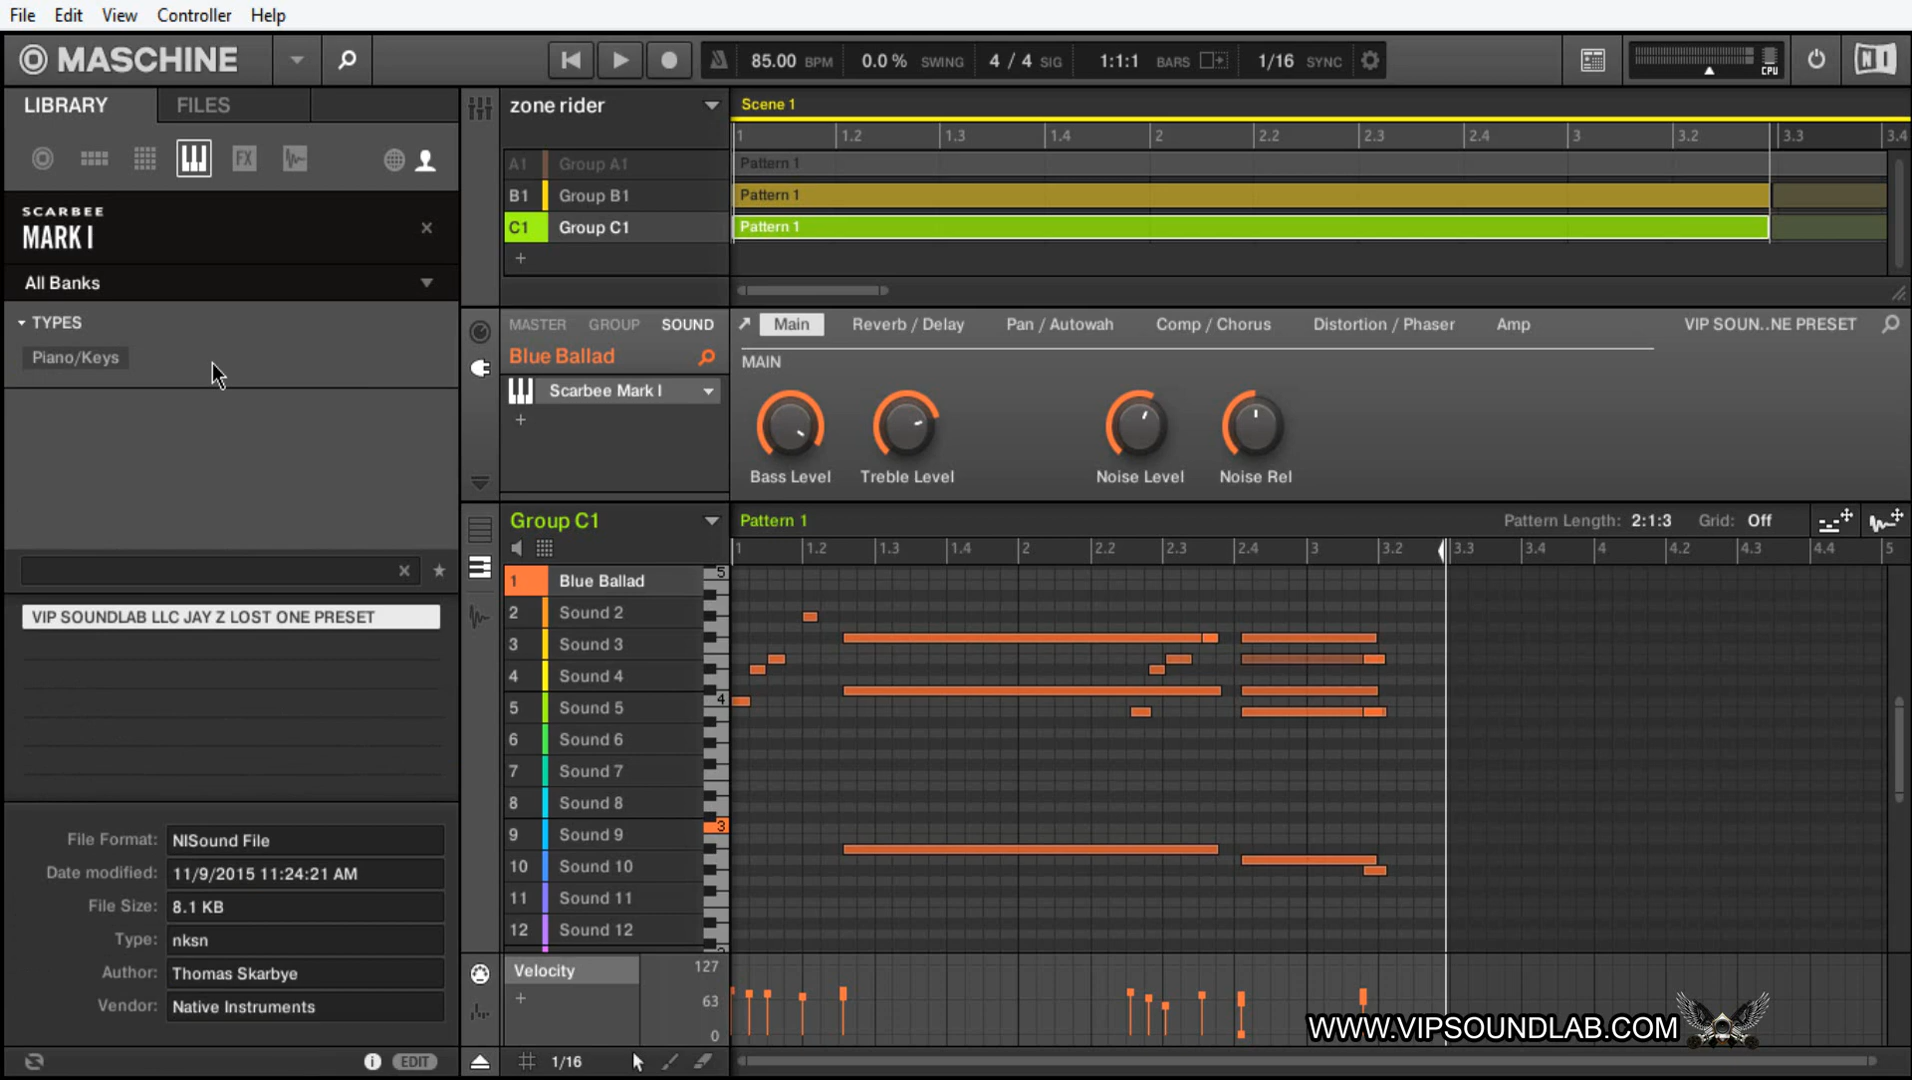 File Edit View Controller Help
MASCHINE
85.00 BPM 0.0% SWING 4 / 4 SIG 1:1:1 BARS 1/16 SYNC
CPU
LIBRARY FILES
zone rider
Scene 1
1 1.2 1.3 1.4 2 2.2 2.3 2.4 3 3.2 3.3 3.4
FX
A1 Group A1 Pattern 1
B1 Group B1 Pattern 1
C1 Group C1 Pattern 1
+
SCARBEE
MARK I
All Banks
TYPES
Piano/Keys
MASTER GROUP SOUND
Main Reverb / Delay Pan / Autowah Comp / Chorus Distortion / Phaser Amp VIP SOUN..NE PRESET
Blue Ballad
MAIN
Scarbee Mark I
+
Bass Level Treble Level Noise Level Noise Rel
Group C1
Pattern 1
Pattern Length: 2:1:3 Grid: Off
1 1.2 1.3 1.4 2 2.2 2.3 2.4 3 3.2 3.3 3.4 4 4.2 4.3 4.4 5
1 Blue Ballad
2 Sound 2
3 Sound 3
4 Sound 4
5 Sound 5
6 Sound 6
7 Sound 7
8 Sound 8
9 Sound 9
10 Sound 10
11 Sound 11
12 Sound 12
5
4
3
VIP SOUNDLAB LLC JAY Z LOST ONE PRESET
File Format: NISound File
Date modified: 11/9/2015 11:24:21 AM
File Size: 8.1 KB
Type: nksn
Author: Thomas Skarbye
Vendor: Native Instruments
Velocity
+
127
63
0
WWW.VIPSOUNDLAB.COM
EDIT
1/16